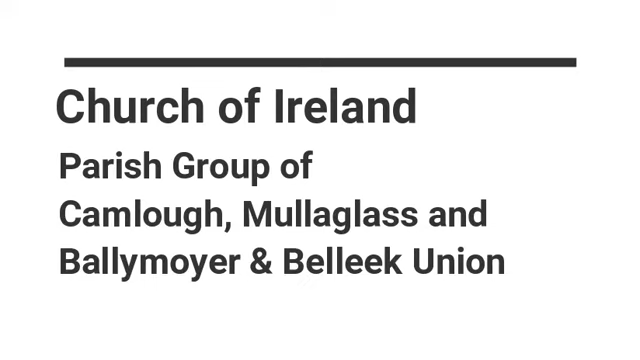 Church of Ireland
Parish Group of
Camlough, Mullaglass and
Ballymoyer & Belleek Union